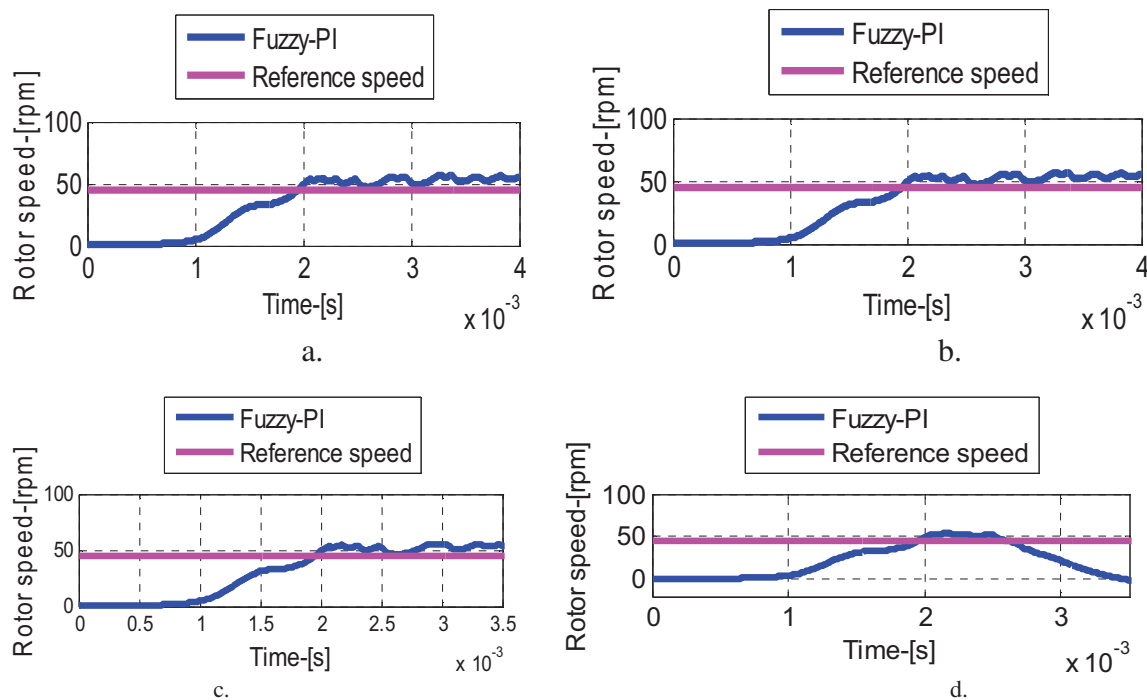 Fuzzy-PI
Reference speed
Rotor speed-[rpm
100
50
0
0 1 2 3 4
Time-[s]
x 10-3
a.
Fuzzy-PI
Reference speed
Rotor speed-[rpm]
100
50
0
0 1 2 3 4
Time-[s]
x 10-3
b.
Fuzzy-PI
Reference speed
Rotor speed-[rpm]
100
50
0
0 0.5 1 1.5 2 2.5 3 3.5
Time-[s]
x 10-3
c.
Fuzzy-PI
Reference speed
Rotor speed-[rpm]
100
50
0
0 1 2 3
Time-[s]
x 10-3
d.